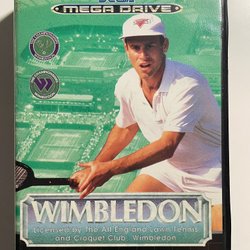 MEGA DRIVE
WIMBLEDON
Licensed by The All England Lawn Tennis
and Croquet Club, Wimbledon.